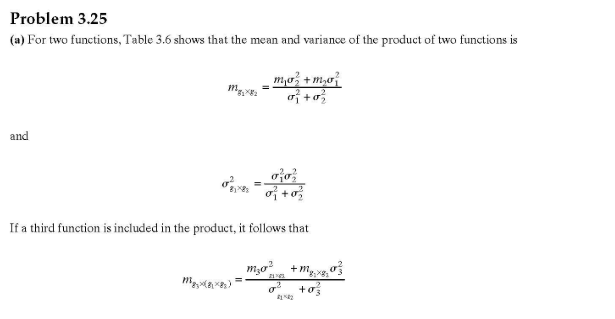 Problem 3.25
(a) For two functions, Table 3.6 shows that the mean and variance of the product of two functions is
m_{g₁×g₂} = (m₁σ₂² + m₂σ₁²) / (σ₁² + σ₂²)
and
σ²_{g₁×g₂} = (σ₁²σ₂²) / (σ₁² + σ₂²)
If a third function is included in the product, it follows that
m_{g₃×(g₁×g₂)} = (m₃σ²_{g₁×g₂} + m_{g₁×g₂}σ₃²) / (σ²_{g₁×g₂} + σ₃²)